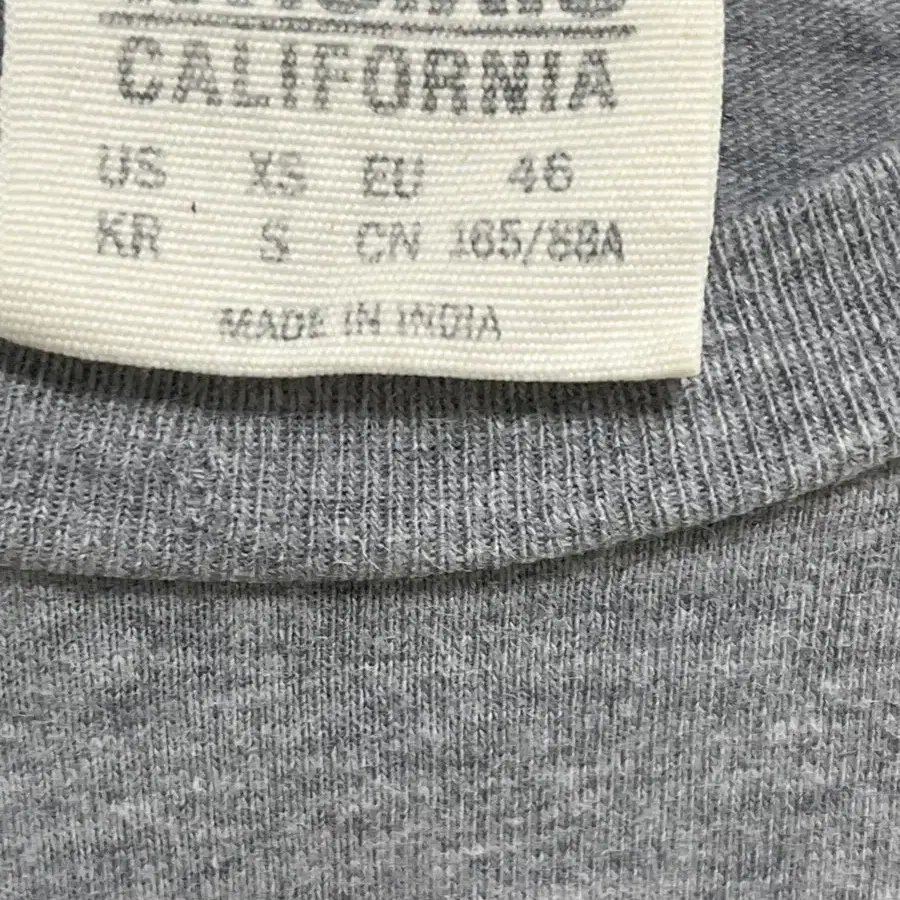 CALIFORNIA
US XS EU 46
KR S CN 165/88A
MADE IN INDIA